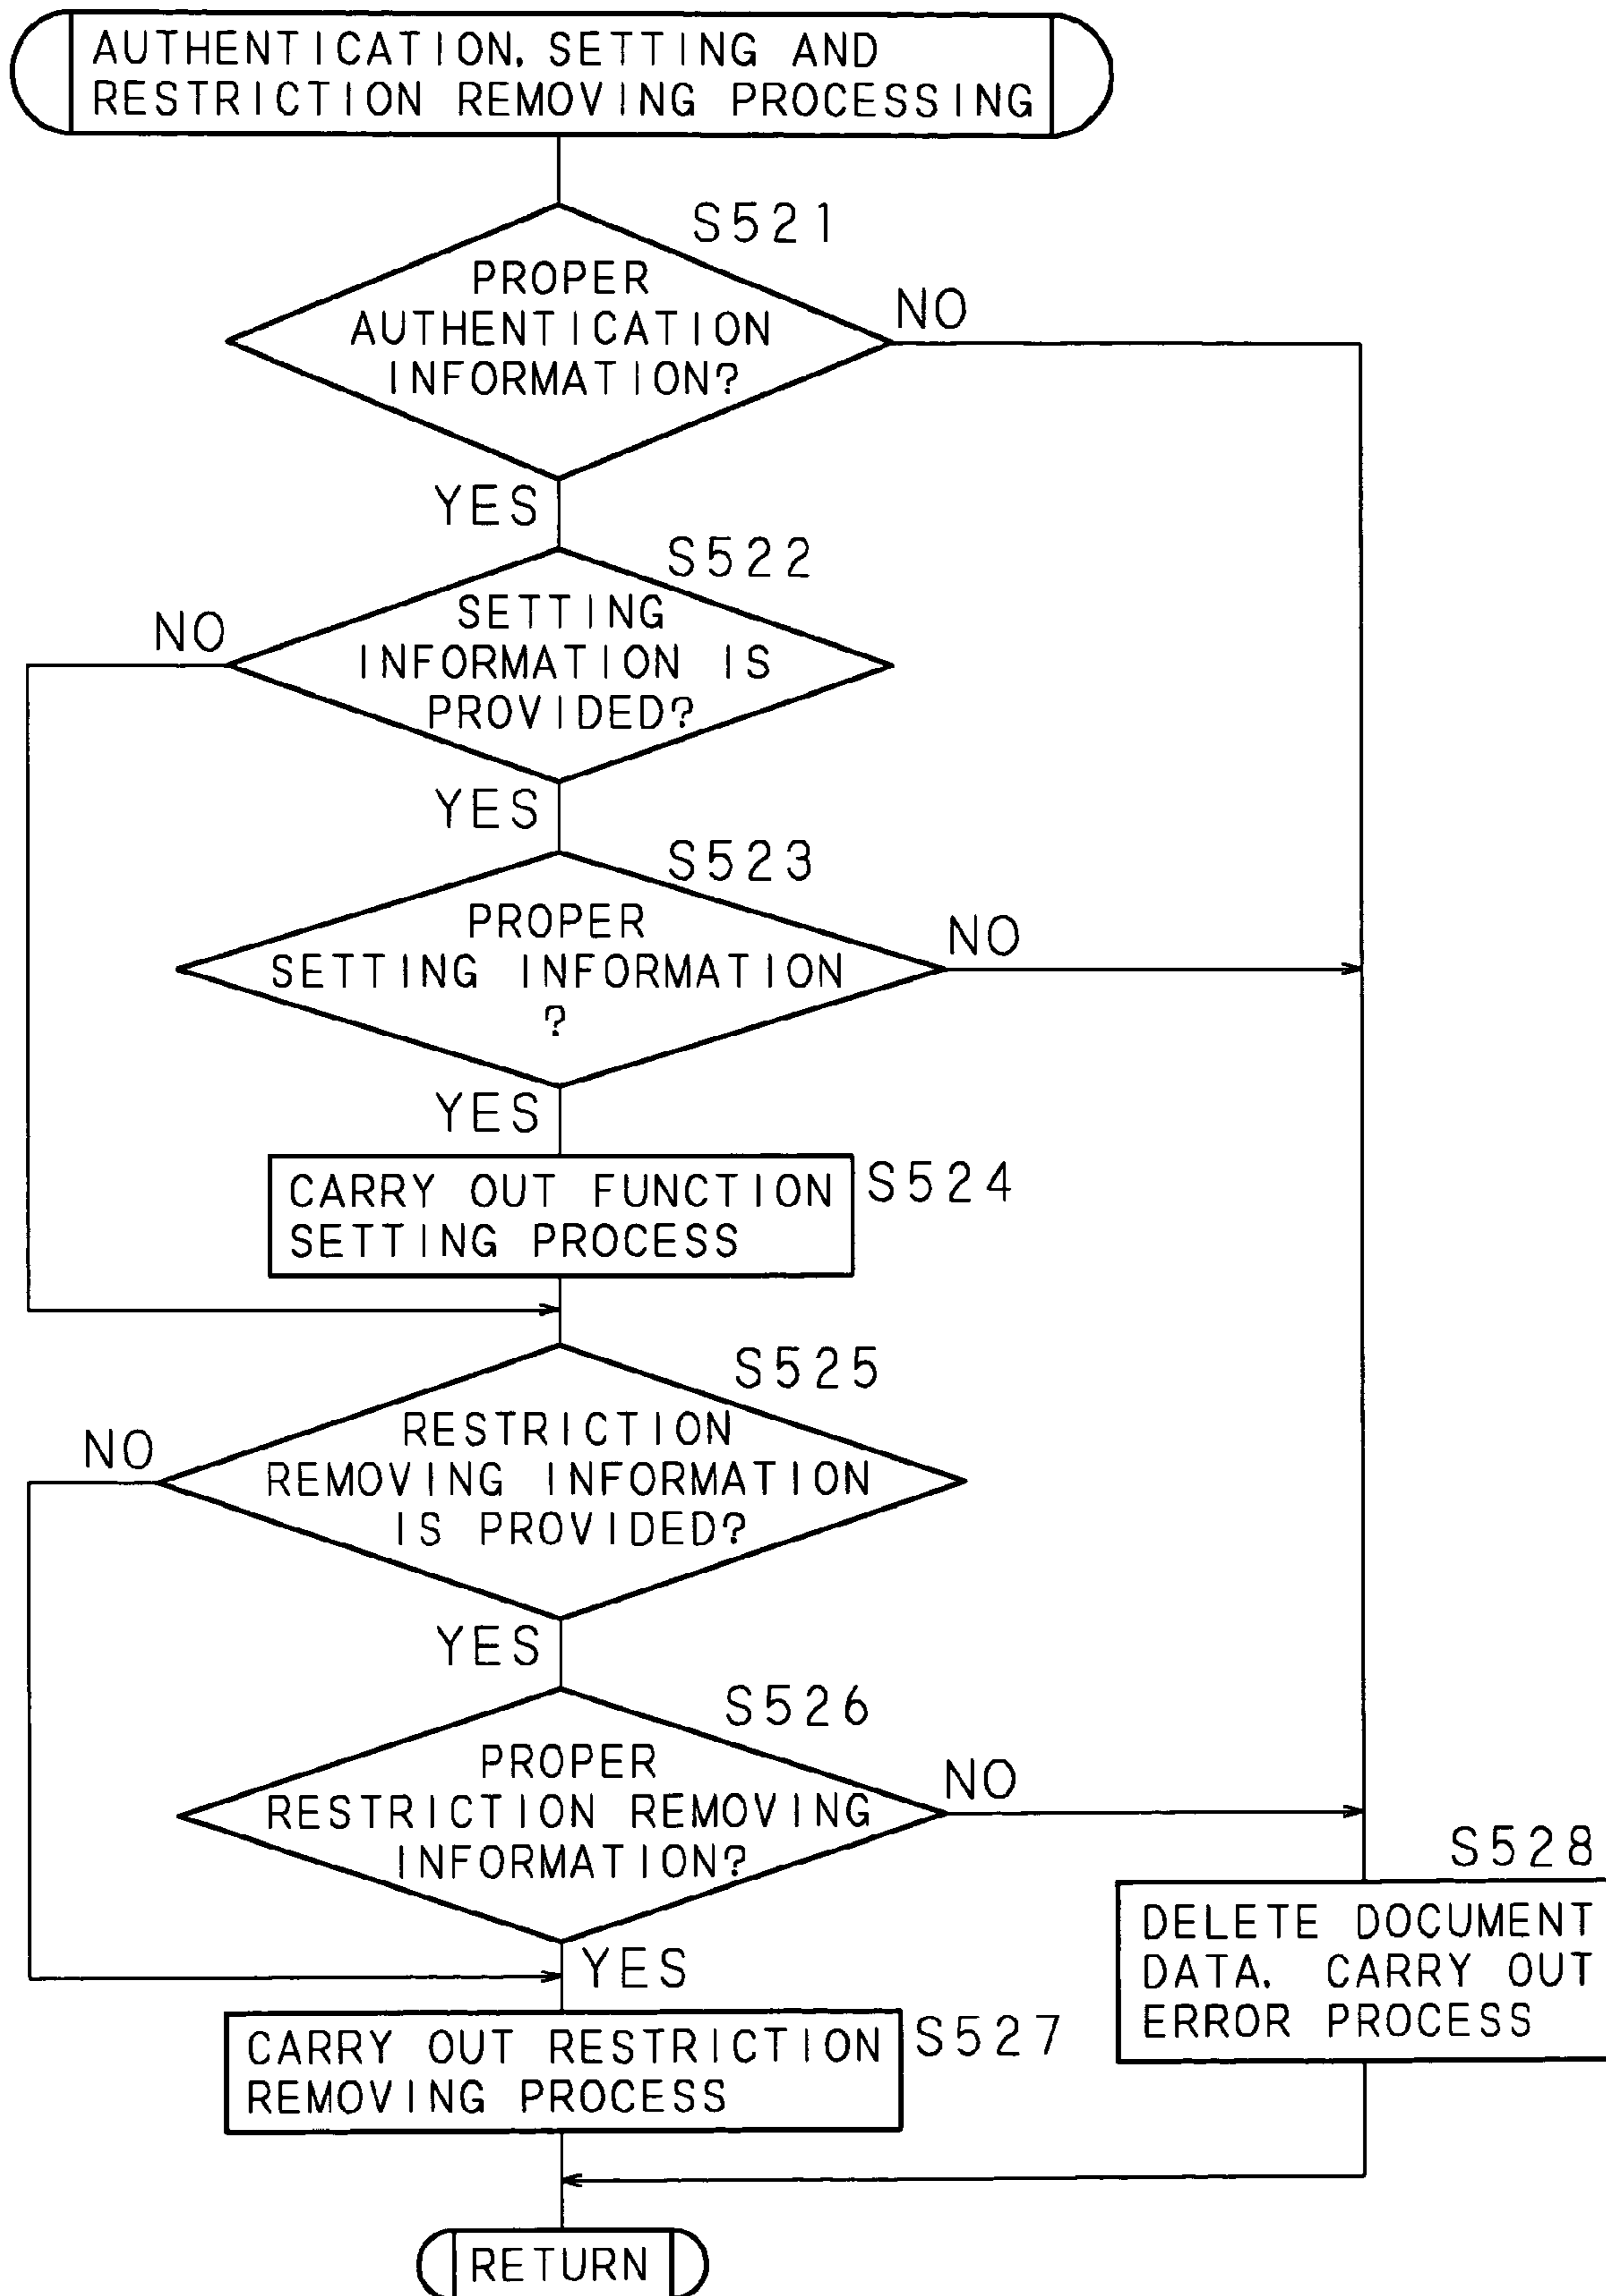 AUTHENTICATION, SETTING AND
RESTRICTION REMOVING PROCESSING
S521
PROPER
AUTHENTICATION
INFORMATION?
NO
YES
S522
SETTING
INFORMATION IS
PROVIDED?
NO
YES
S523
PROPER
SETTING INFORMATION
?
NO
YES
CARRY OUT FUNCTION
SETTING PROCESS
S524
S525
RESTRICTION
REMOVING INFORMATION
IS PROVIDED?
NO
YES
S526
PROPER
RESTRICTION REMOVING
INFORMATION?
NO
YES
S528
DELETE DOCUMENT
DATA. CARRY OUT
ERROR PROCESS
CARRY OUT RESTRICTION
REMOVING PROCESS
S527
RETURN